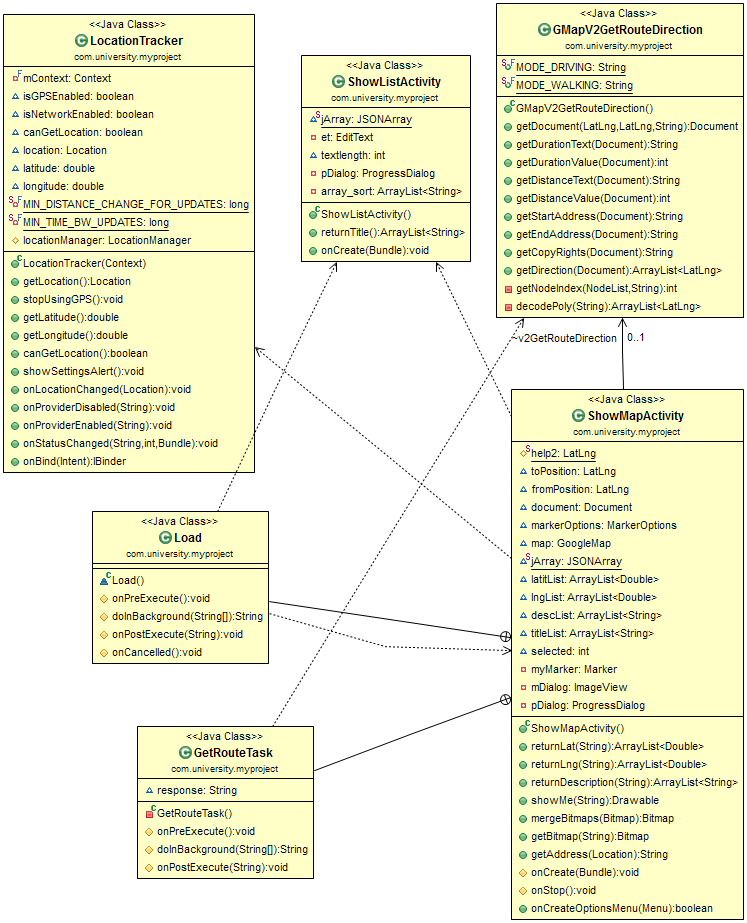 <<Java Class>>
LocationTracker
com.university.myproject
mContext: Context
isGPSEnabled: boolean
isNetworkEnabled: boolean
canGetLocation: boolean
location: Location
latitude: double
longitude: double
MIN_DISTANCE_CHANGE_FOR_UPDATES: long
MIN_TIME_BW_UPDATES: long
locationManager: LocationManager
LocationTracker(Context)
getLocation():Location
stopUsingGPS():void
getLatitude():double
getLongitude():double
canGetLocation():boolean
showSettingsAlert():void
onLocationChanged(Location):void
onProviderDisabled(String):void
onProviderEnabled(String):void
onStatusChanged(String,int,Bundle):void
onBind(Intent):IBinder
<<Java Class>>
ShowListActivity
com.university.myproject
jArray: JSONArray
et: EditText
textlength: int
pDialog: ProgressDialog
array_sort: ArrayList<String>
ShowListActivity()
returnTitle():ArrayList<String>
onCreate(Bundle):void
<<Java Class>>
GMapV2GetRouteDirection
com.university.myproject
MODE_DRIVING: String
MODE_WALKING: String
GMapV2GetRouteDirection()
getDocument(LatLng,LatLng,String):Document
getDurationText(Document):String
getDurationValue(Document):int
getDistanceText(Document):String
getDistanceValue(Document):int
getStartAddress(Document):String
getEndAddress(Document):String
getCopyRights(Document):String
getDirection(Document):ArrayList<LatLng>
getNodeIndex(NodeList,String):int
decodePoly(String):ArrayList<LatLng>
~v2GetRouteDirection 0..1
<<Java Class>>
ShowMapActivity
com.university.myproject
help2: LatLng
toPosition: LatLng
fromPosition: LatLng
document: Document
markerOptions: MarkerOptions
map: GoogleMap
jArray: JSONArray
latitList: ArrayList<Double>
lngList: ArrayList<Double>
descList: ArrayList<String>
titleList: ArrayList<String>
selected: int
myMarker: Marker
mDialog: ImageView
pDialog: ProgressDialog
ShowMapActivity()
returnLat(String):ArrayList<Double>
returnLng(String):ArrayList<Double>
returnDescription(String):ArrayList<String>
showMe(String):Drawable
mergeBitmaps(Bitmap):Bitmap
getBitmap(String):Bitmap
getAddress(Location):String
onCreate(Bundle):void
onStop():void
onCreateOptionsMenu(Menu):boolean
<<Java Class>>
Load
com.university.myproject
Load()
onPreExecute():void
doInBackground(String[]):String
onPostExecute(String):void
onCancelled():void
<<Java Class>>
GetRouteTask
com.university.myproject
response: String
GetRouteTask()
onPreExecute():void
doInBackground(String[]):String
onPostExecute(String):void